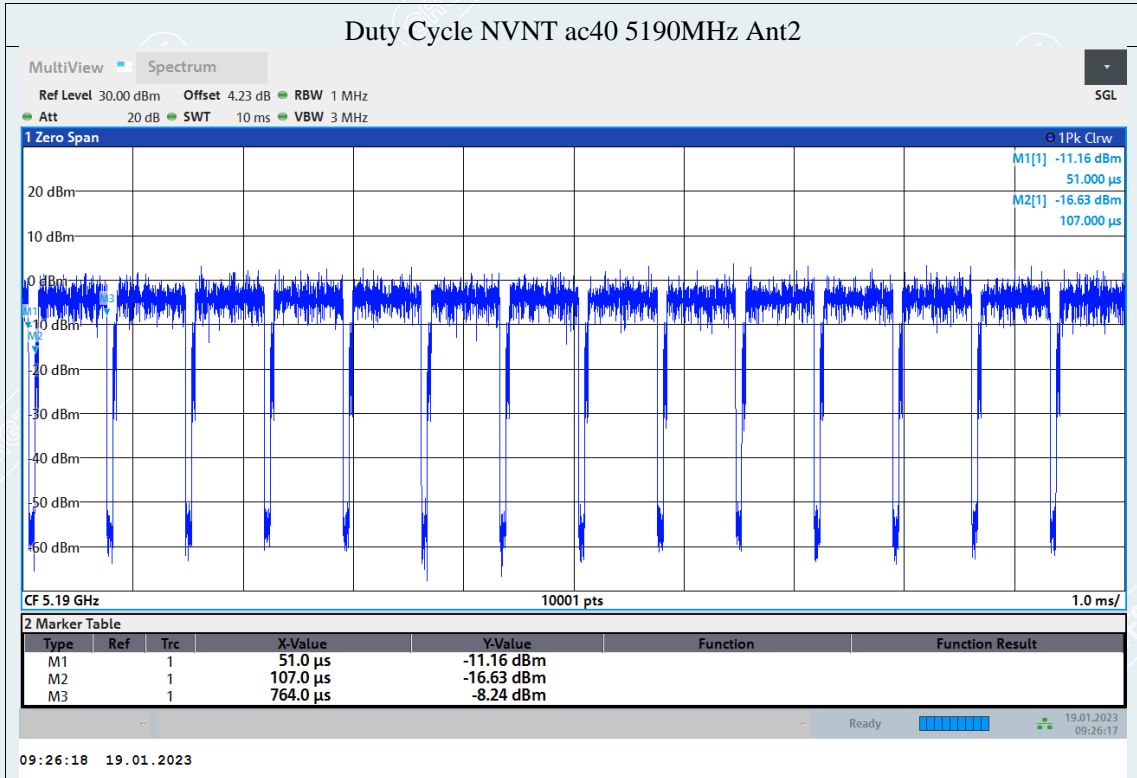 Duty Cycle NVNT ac40 5190MHz Ant2
MultiView Spectrum
Ref Level 30.00 dBm Offset 4.23 dB RBW 1 MHz SGL
Att 20 dB SWT 10 ms VBW 3 MHz
1 Zero Span 1Pk Clrw
M1[1] -11.16 dBm
51.000 µs
M2[1] -16.63 dBm
107.000 µs
20 dBm
10 dBm
0 dBm
M3
M1
-10 dBm
M2
-20 dBm
-30 dBm
-40 dBm
-50 dBm
-60 dBm
CF 5.19 GHz 10001 pts 1.0 ms/
2 Marker Table
Type Ref Trc X-Value Y-Value Function Function Result
M1 1 51.0 µs -11.16 dBm
M2 1 107.0 µs -16.63 dBm
M3 1 764.0 µs -8.24 dBm
Ready 19.01.2023
09:26:17
09:26:18 19.01.2023